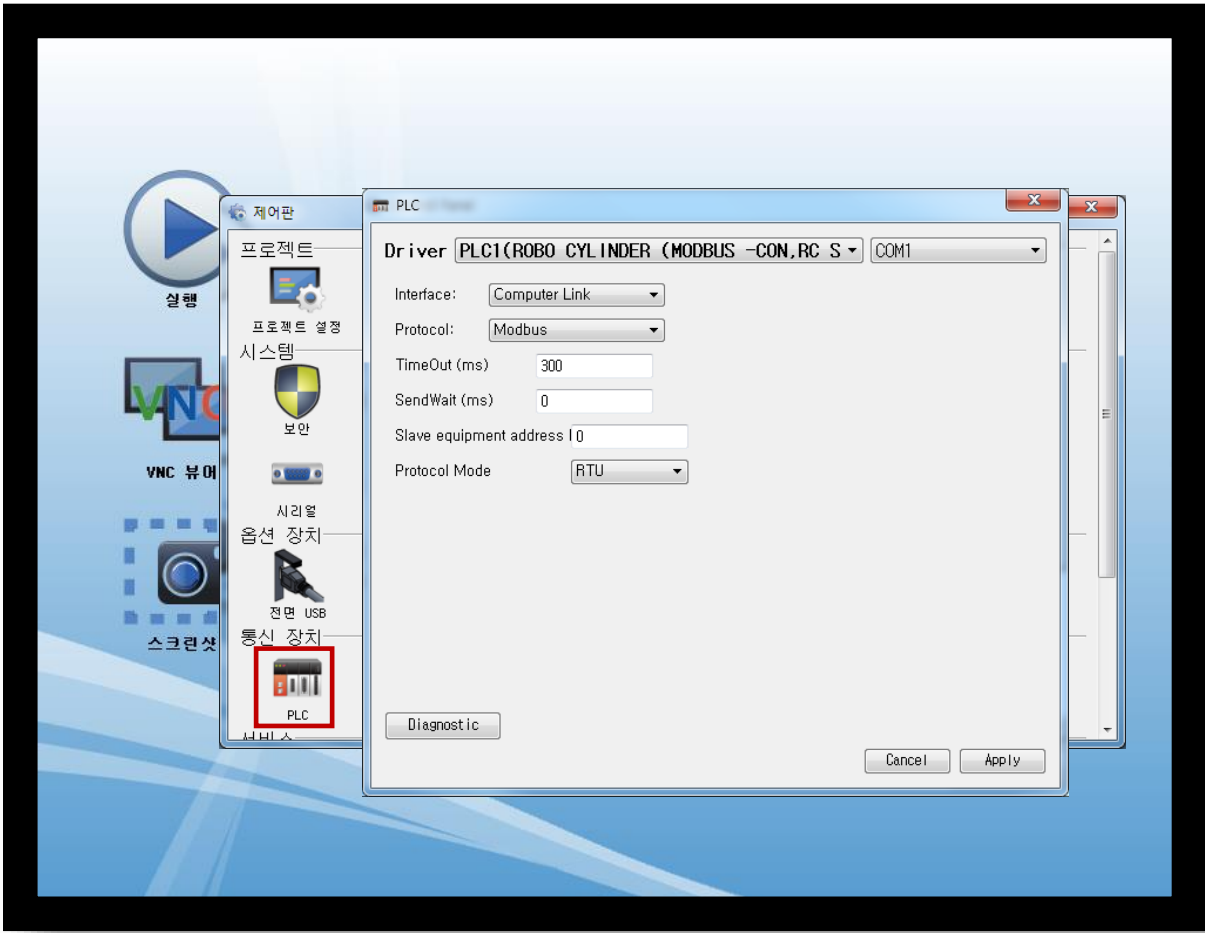 실행
VNC 뷰어
스크린샷
제어판
프로젝트
프로젝트 설정
시스템
보안
시리얼
옵션 장치
전면 USB
통신 장치
PLC
서비스
PLC
Driver PLC1(ROBO CYLINDER (MODBUS -CON,RC S COM1
Interface: Computer Link
Protocol: Modbus
TimeOut (ms) 300
SendWait (ms) 0
Slave equipment address 0
Protocol Mode RTU
Diagnostic
Cancel Apply